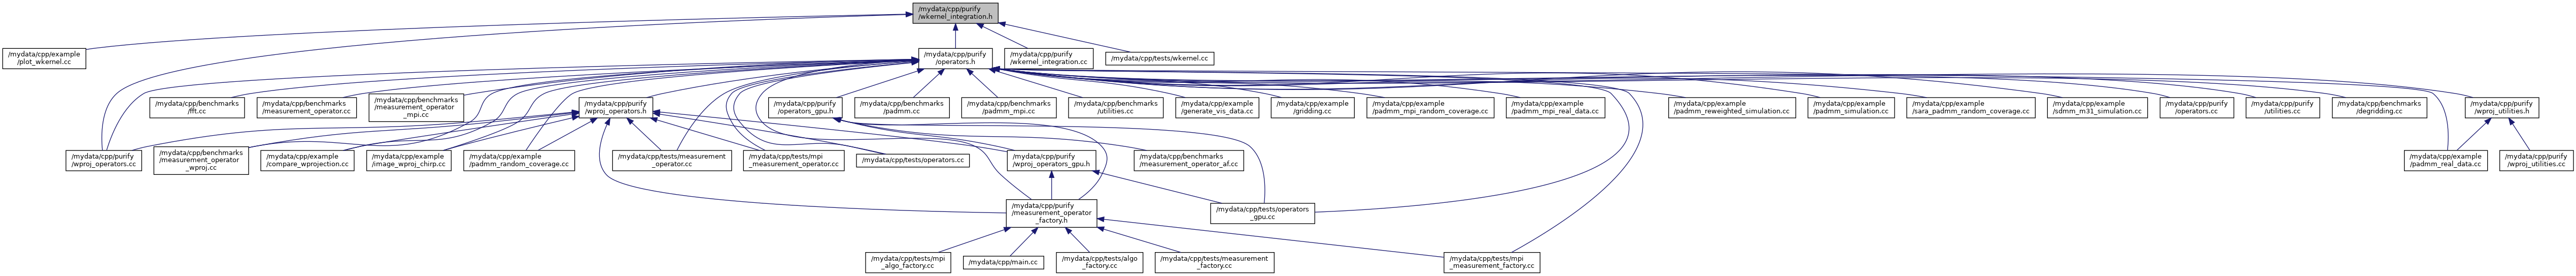 /mydata/cpp/purify
/wkernel_integration.h
/mydata/cpp/example
/plot_wkernel.cc
/mydata/cpp/purify
/operators.h
/mydata/cpp/purify
/wkernel_integration.cc
/mydata/cpp/tests/wkernel.cc
/mydata/cpp/benchmarks
/fft.cc
/mydata/cpp/benchmarks
/measurement_operator.cc
/mydata/cpp/benchmarks
/measurement_operator
_mpi.cc
/mydata/cpp/purify
/wproj_operators.h
/mydata/cpp/purify
/operators_gpu.h
/mydata/cpp/benchmarks
/padmm.cc
/mydata/cpp/benchmarks
/padmm_mpi.cc
/mydata/cpp/benchmarks
/utilities.cc
/mydata/cpp/example
/generate_vis_data.cc
/mydata/cpp/example
/gridding.cc
/mydata/cpp/example
/padmm_mpi_random_coverage.cc
/mydata/cpp/example
/padmm_mpi_real_data.cc
/mydata/cpp/example
/padmm_reweighted_simulation.cc
/mydata/cpp/example
/padmm_simulation.cc
/mydata/cpp/example
/sara_padmm_random_coverage.cc
/mydata/cpp/example
/sdmm_m31_simulation.cc
/mydata/cpp/purify
/operators.cc
/mydata/cpp/purify
/utilities.cc
/mydata/cpp/benchmarks
/degridding.cc
/mydata/cpp/purify
/wproj_utilities.h
/mydata/cpp/purify
/wproj_operators.cc
/mydata/cpp/benchmarks
/measurement_operator
_wproj.cc
/mydata/cpp/example
/compare_wprojection.cc
/mydata/cpp/example
/image_wproj_chirp.cc
/mydata/cpp/example
/padmm_random_coverage.cc
/mydata/cpp/tests/measurement
_operator.cc
/mydata/cpp/tests/mpi
_measurement_operator.cc
/mydata/cpp/tests/operators.cc
/mydata/cpp/purify
/wproj_operators_gpu.h
/mydata/cpp/benchmarks
/measurement_operator_af.cc
/mydata/cpp/example
/padmm_real_data.cc
/mydata/cpp/purify
/wproj_utilities.cc
/mydata/cpp/purify
/measurement_operator
_factory.h
/mydata/cpp/tests/operators
_gpu.cc
/mydata/cpp/tests/mpi
_algo_factory.cc
/mydata/cpp/main.cc
/mydata/cpp/tests/algo
_factory.cc
/mydata/cpp/tests/measurement
_factory.cc
/mydata/cpp/tests/mpi
_measurement_factory.cc